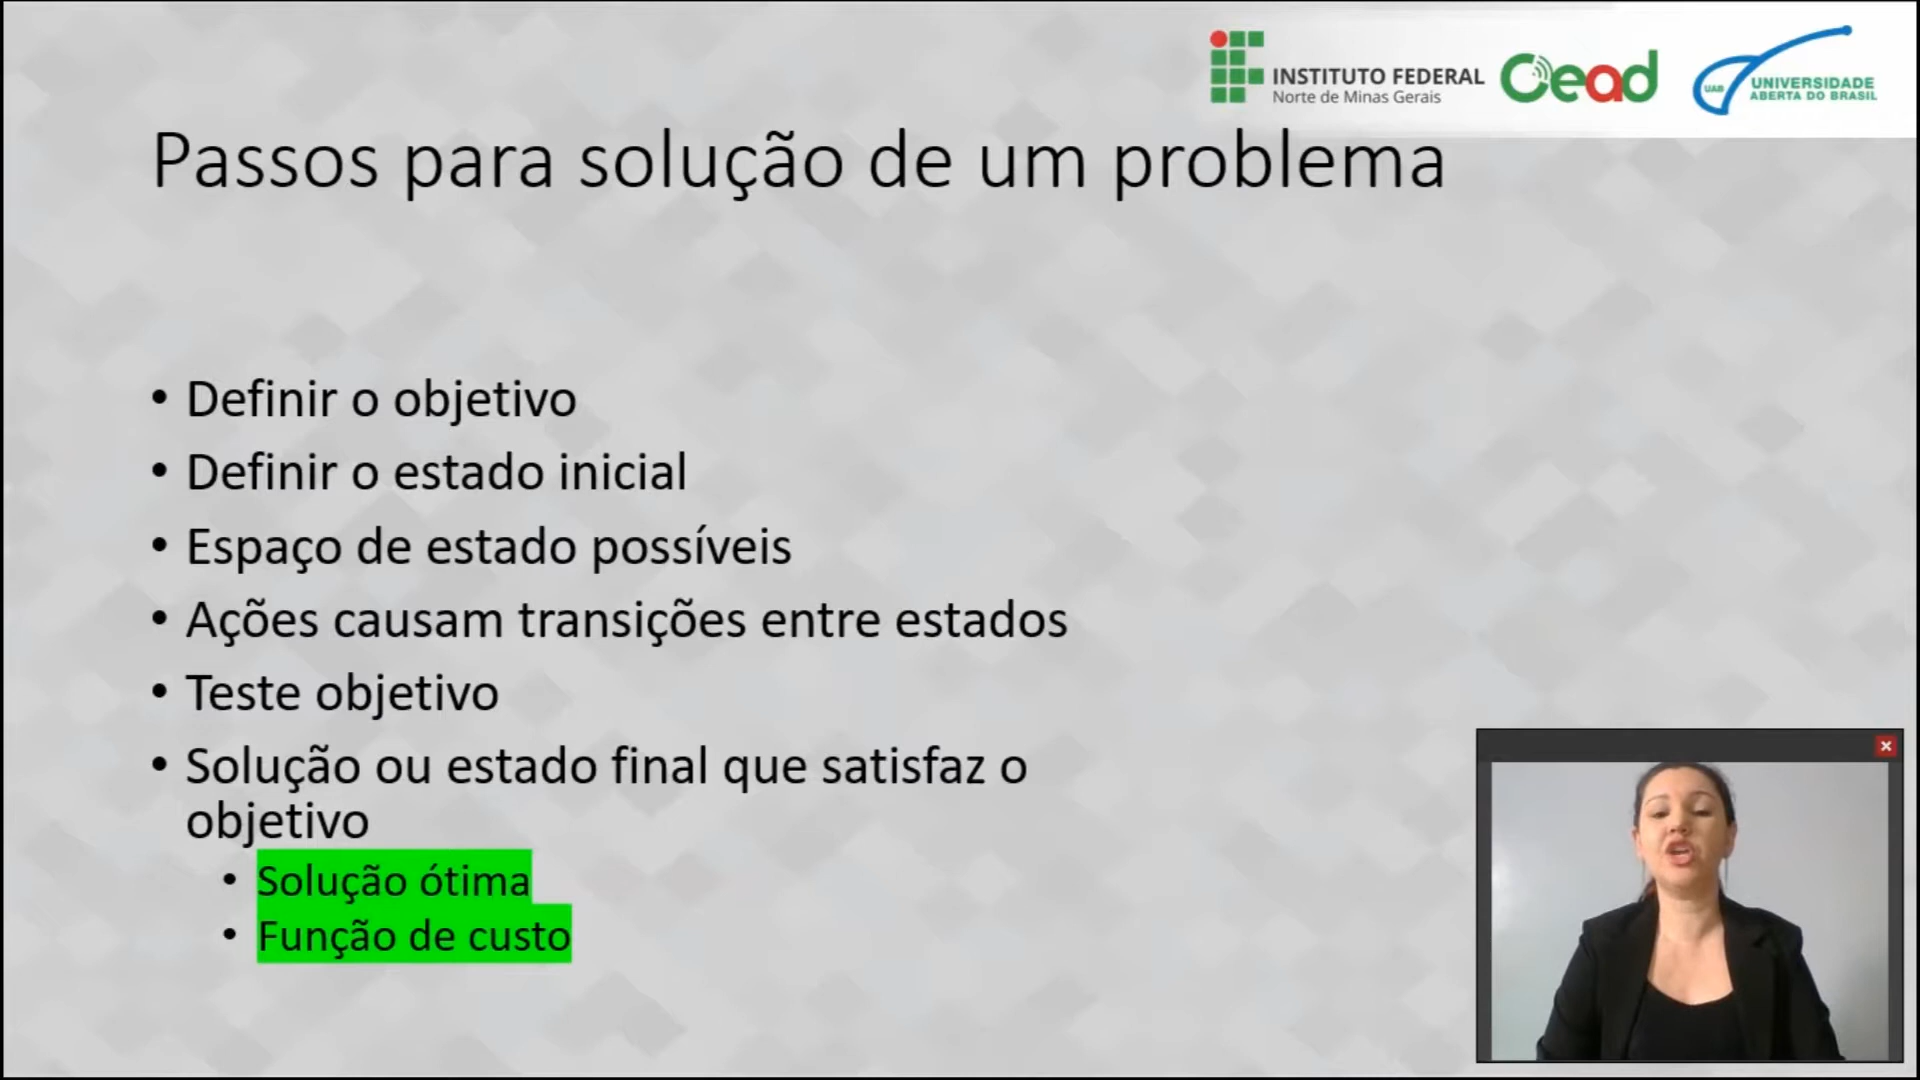 INSTITUTO FEDERAL
Norte de Minas Gerais
Cead
UAB
UNIVERSIDADE
ABERTA DO BRASIL
Passos para solução de um problema
• Definir o objetivo
• Definir o estado inicial
• Espaço de estado possíveis
• Ações causam transições entre estados
• Teste objetivo
• Solução ou estado final que satisfaz o
objetivo
• Solução ótima
• Função de custo